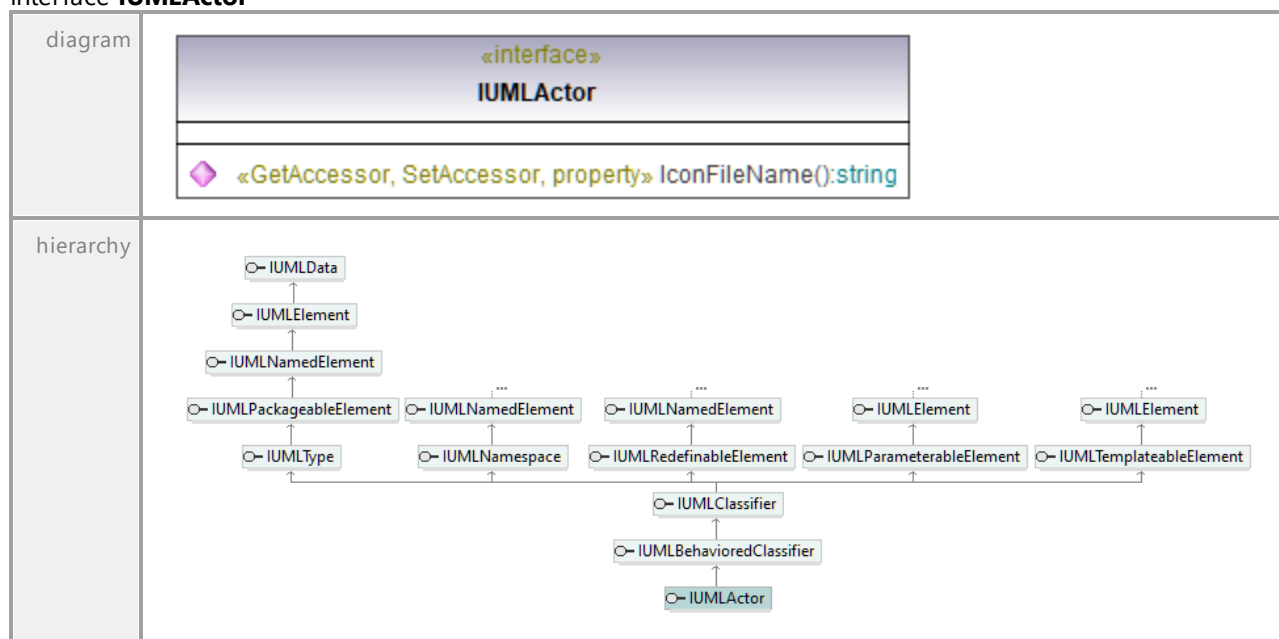 interface IUMLActor
diagram
«interface»
IUMLActor
«GetAccessor, SetAccessor, property» IconFileName():string
hierarchy
IUMLData
IUMLElement
IUMLNamedElement
... ... ... ...
IUMLPackageableElement IUMLNamedElement IUMLNamedElement IUMLElement IUMLElement
IUMLType IUMLNamespace IUMLRedefinableElement IUMLParameterableElement IUMLTemplateableElement
IUMLClassifier
IUMLBehavioredClassifier
IUMLActor